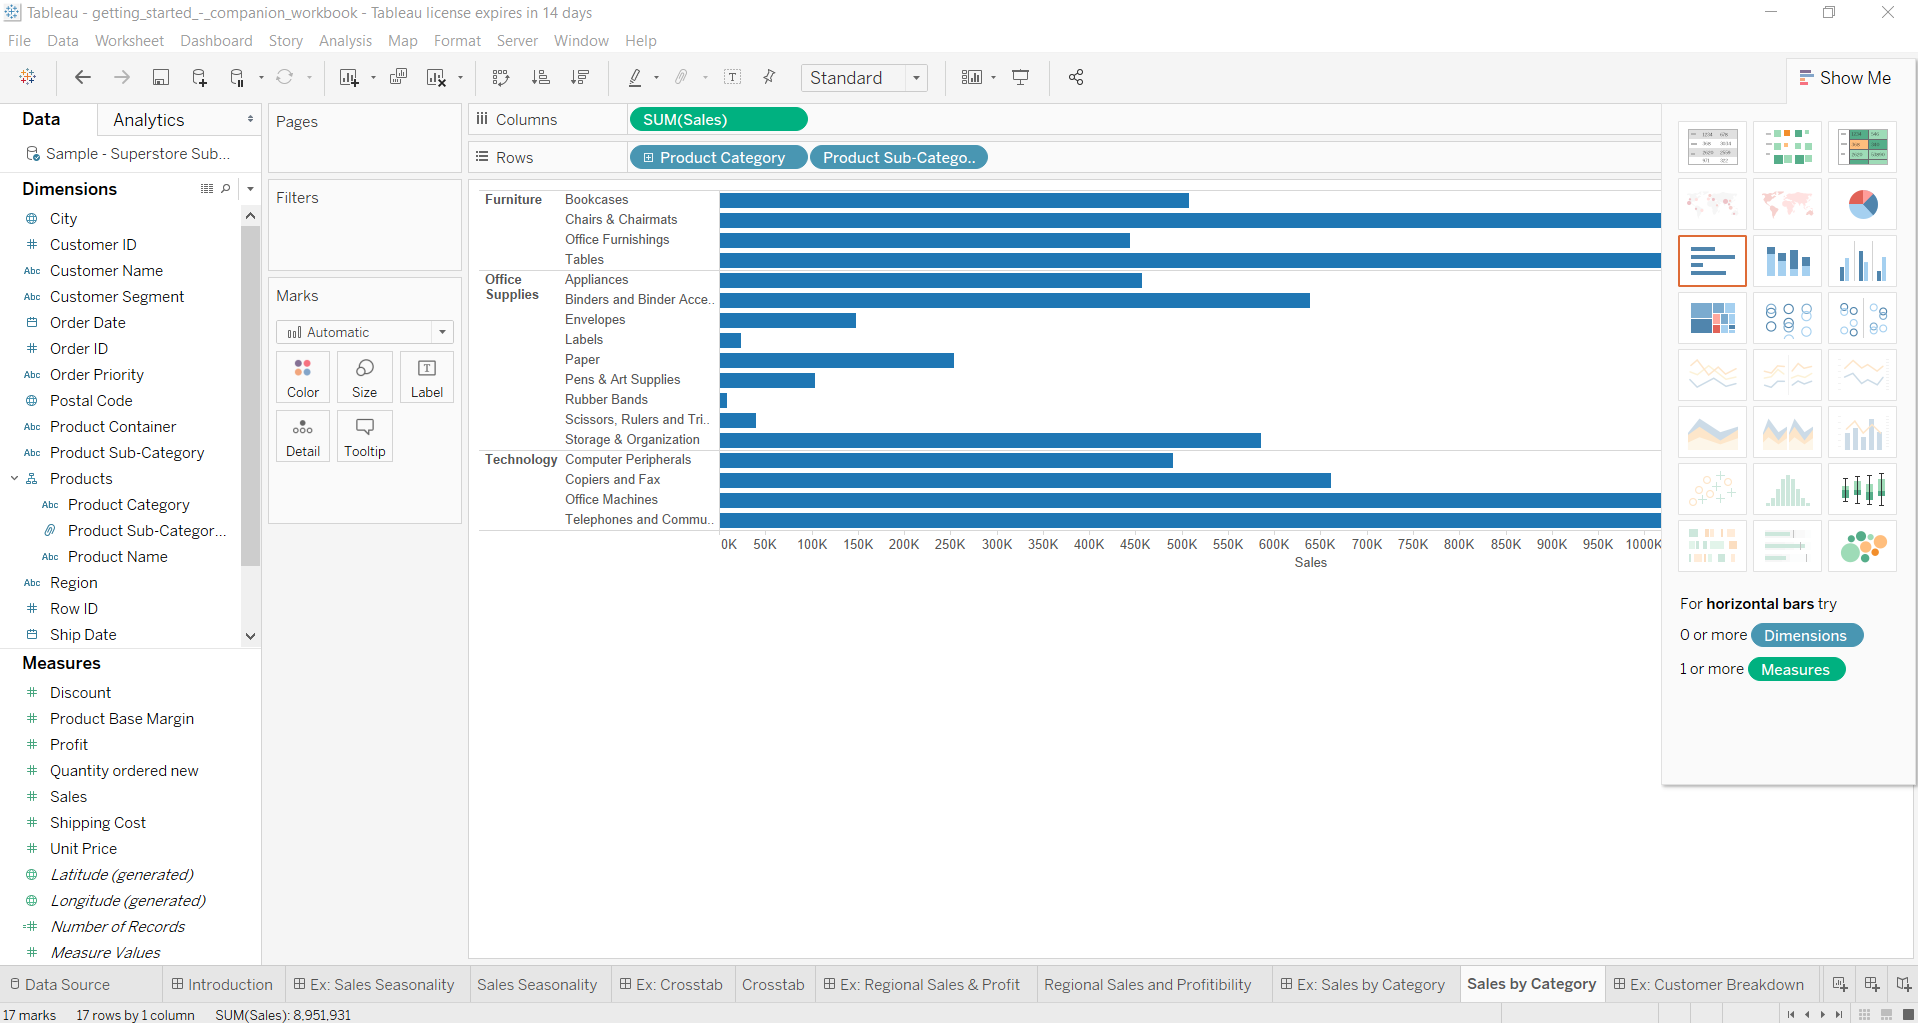 Tableau - getting_started_-_companion_workbook - Tableau license expires in 14 days
File Data Worksheet Dashboard Story Analysis Map Format Server Window Help
Standard
Show Me
Data
Analytics
Sample - Superstore Sub...
Dimensions
City
Customer ID
Abc Customer Name
Abc Customer Segment
Order Date
Order ID
Abc Order Priority
Postal Code
Abc Product Container
Abc Product Sub-Category
Products
Abc Product Category
Product Sub-Categor...
Abc Product Name
Abc Region
Row ID
Ship Date
Measures
Discount
Product Base Margin
Profit
Quantity ordered new
Sales
Shipping Cost
Unit Price
Latitude (generated)
Longitude (generated)
Number of Records
Measure Values
Pages
Filters
Marks
Automatic
Color
Size
Label
Detail
Tooltip
Columns
SUM(Sales)
Rows
Product Category
Product Sub-Catego..
Furniture
Bookcases
Chairs & Chairmats
Office Furnishings
Tables
Office
Supplies
Appliances
Binders and Binder Acce..
Envelopes
Labels
Paper
Pens & Art Supplies
Rubber Bands
Scissors, Rulers and Tri..
Storage & Organization
Technology
Computer Peripherals
Copiers and Fax
Office Machines
Telephones and Commu..
0K 50K 100K 150K 200K 250K 300K 350K 400K 450K 500K 550K 600K 650K 700K 750K 800K 850K 900K 950K 1000K
Sales
For horizontal bars try
0 or more Dimensions
1 or more Measures
Data Source
Introduction
Ex: Sales Seasonality
Sales Seasonality
Ex: Crosstab
Crosstab
Ex: Regional Sales & Profit
Regional Sales and Profitibility
Ex: Sales by Category
Sales by Category
Ex: Customer Breakdown
17 marks
17 rows by 1 column
SUM(Sales): 8,951,931